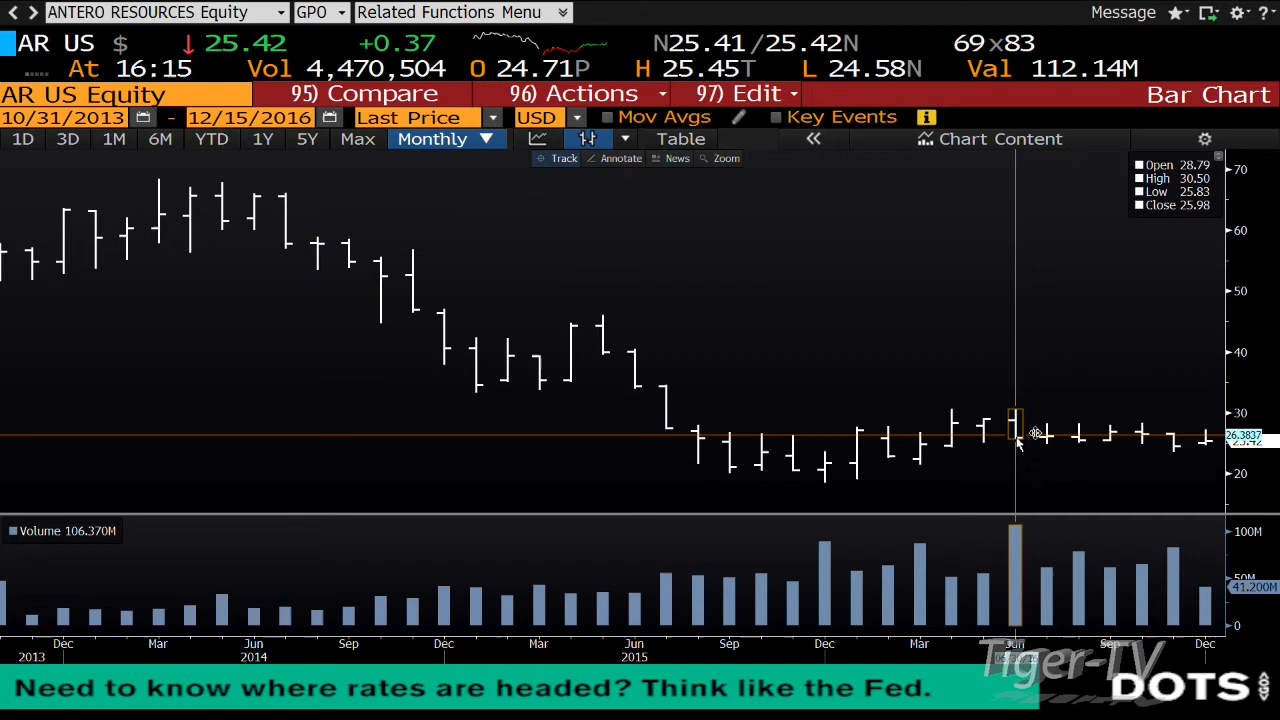 ANTERO RESOURCES Equity GPO Related Functions Menu Message ?
AR US $ 25.42 +0.37 N25.41/25.42N 69x83
At 16:15 Vol 4,470,504 O 24.71P H 25.45T L 24.58N Val 112.14M
AR US Equity 95) Compare 96) Actions 97) Edit Bar Chart
10/31/2013 - 12/15/2016 Last Price USD Mov Avgs Key Events i
1D 3D 1M 6M YTD 1Y 5Y Max Monthly Table Chart Content
Track Annotate News Zoom
Open 28.79
High 30.50
Low 25.83
Close 25.98
70
60
50
40
30
26.3837
20
Volume 106.370M
100M
50M
41.200M
0
Dec Mar Jun Sep Dec Mar Jun Sep Dec Mar Jun Sep Dec
2013 2014 2015
Tiger-TV
Need to know where rates are headed? Think like the Fed.
DOTS